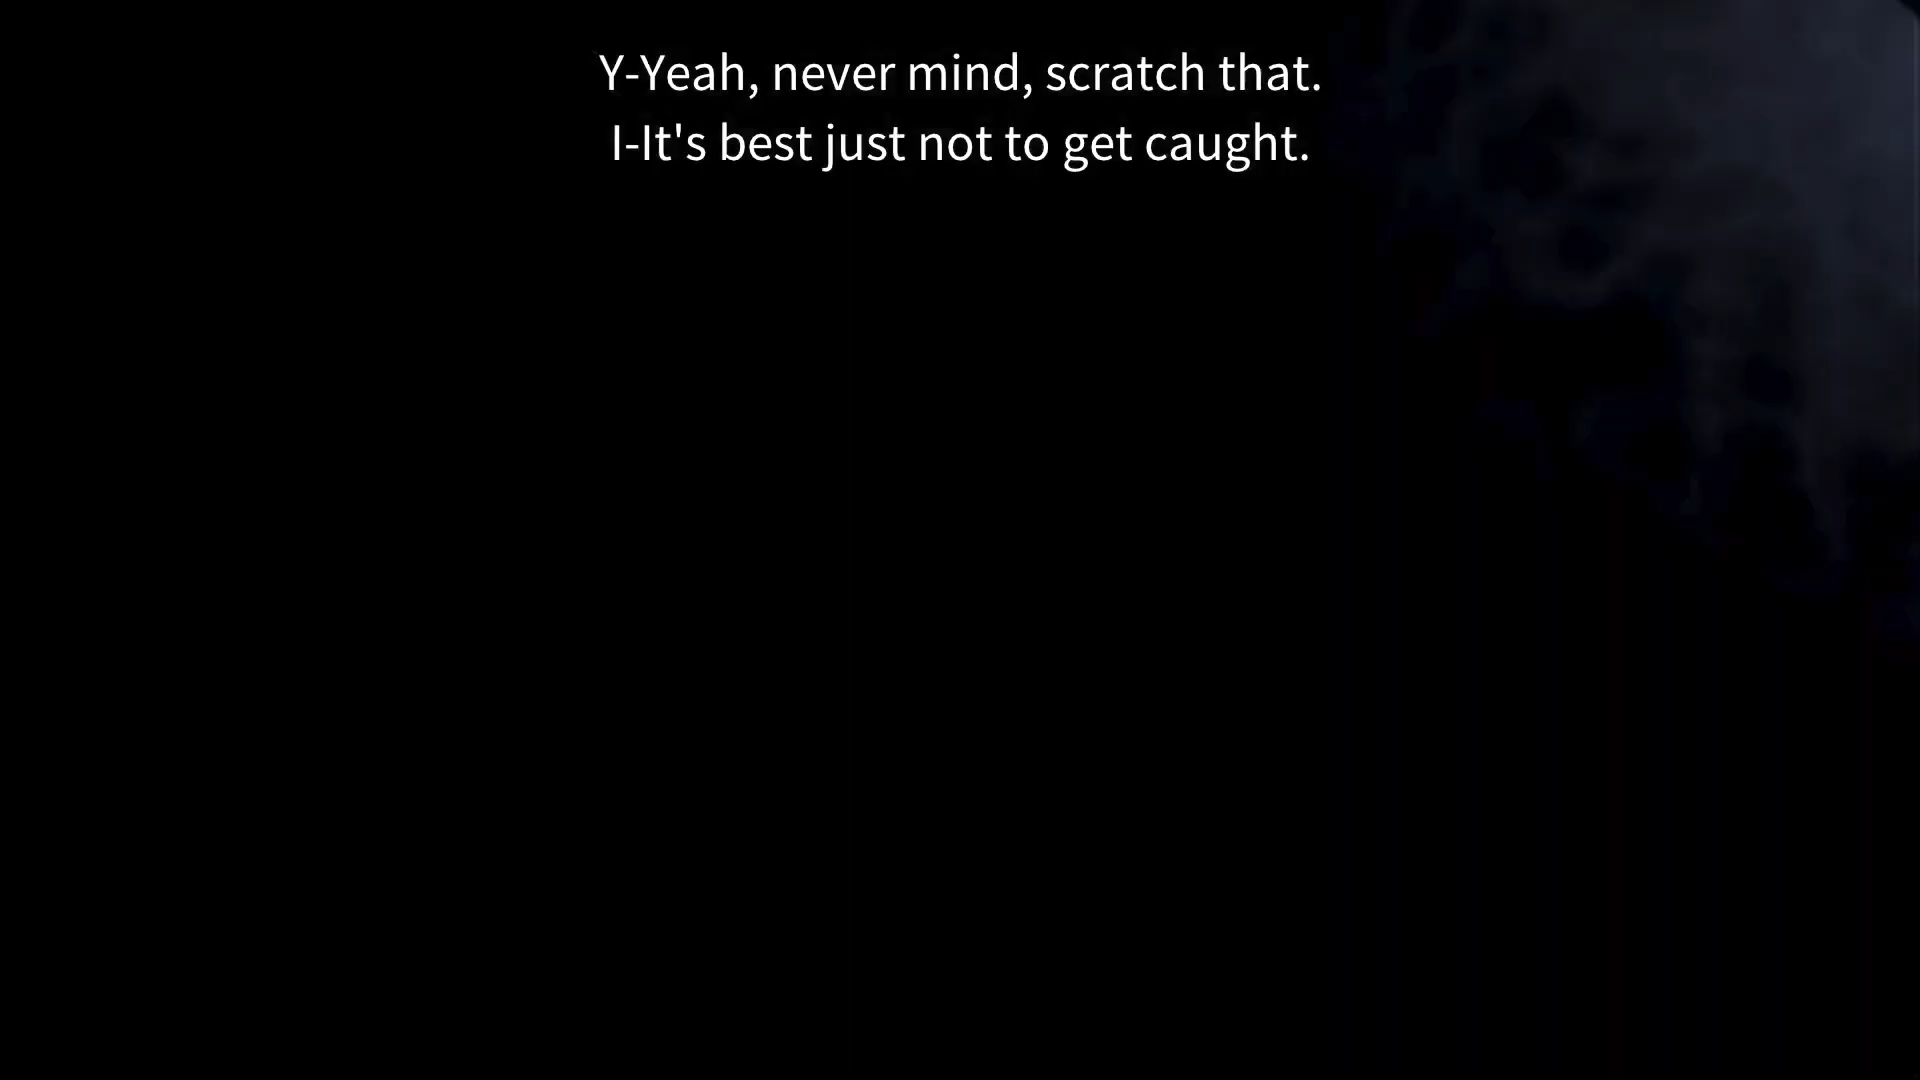 Y-Yeah, never mind, scratch that.
I-It's best just not to get caught.